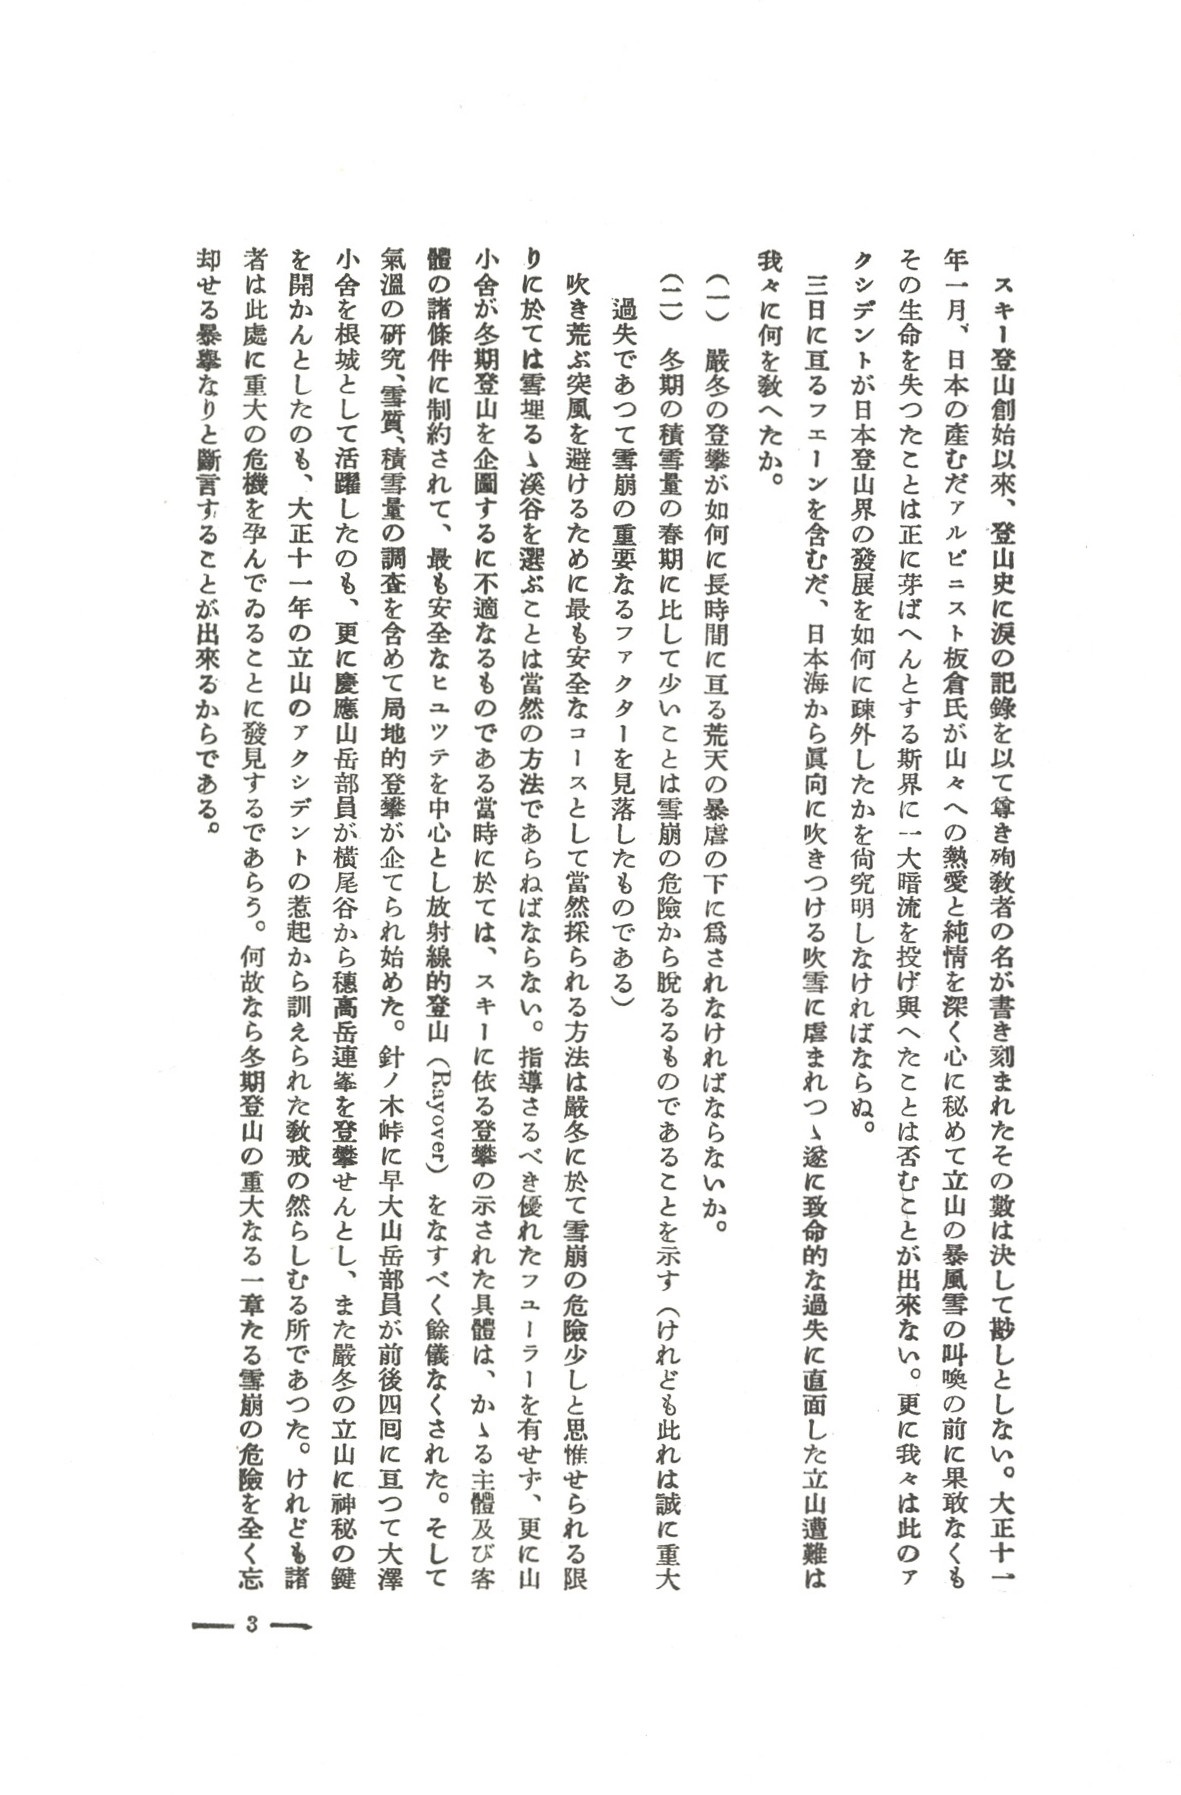 スキー登山創始以來、登山史に淚の記錄を以て尊き殉敎者の名が書き刻まれたその數は決して尠しとしない。大正十一
年一月、日本の產むだアルピニスト板倉氏が山々への熱愛と純情を深く心に秘めて立山の暴風雪の叫喚の前に果敢なくも
その生命を失つたことは正に芽ばへんとする斯界に一大暗流を投げ與へたことは否むことが出來ない。更に我々は此のア
クシデントが日本登山界の發展を如何に疎外したかを尙究明しなければならぬ。
三日に亙るフエーンを含むだ、日本海から眞向に吹きつける吹雪に虐まれつゝ遂に致命的な過失に直面した立山遭難は
我々に何を敎へたか。
(一) 嚴冬の登攀が如何に長時間に亙る荒天の暴虐の下に爲されなければならないか。
(二) 冬期の積雪量の春期に比して少いことは雪崩の危險から脫るるものであることを示す(けれども此れは誠に重大
過失であつて雪崩の重要なるファクターを見落したものである)
吹き荒ぶ突風を避けるために最も安全なコースとして當然採られる方法は嚴冬に於て雪崩の危險少しと思惟せられる限
りに於ては雪埋るゝ溪谷を選ぶことは當然の方法であらねばならない。指導さるべき優れたフューラーを有せず、更に山
小舍が冬期登山を企圖するに不適なるものである當時に於ては、スキーに依る登攀の示された具體は、かゝる主體及び客
體の諸條件に制約されて、最も安全なヒュッテを中心とし放射線的登山(Rayover)をなすべく餘儀なくされた。そして
氣溫の硏究、雪質、積雪量の調査を含めて局地的登攀が企てられ始めた。針ノ木峠に早大山岳部員が前後四囘に亙つて大澤
小舍を根城として活躍したのも、更に慶應山岳部員が橫尾谷から穗高岳連峯を登攀せんとし、また嚴冬の立山に神秘の鍵
を開かんとしたのも、大正十一年の立山のアクシデントの惹起から訓えられた敎戒の然らしむる所であつた。けれども諸
者は此處に重大の危機を孕んでゐることに發見するであらう。何故なら冬期登山の重大なる一章たる雪崩の危險を全く忘
却せる暴擧なりと斷言することが出來るからである。
— 3 —